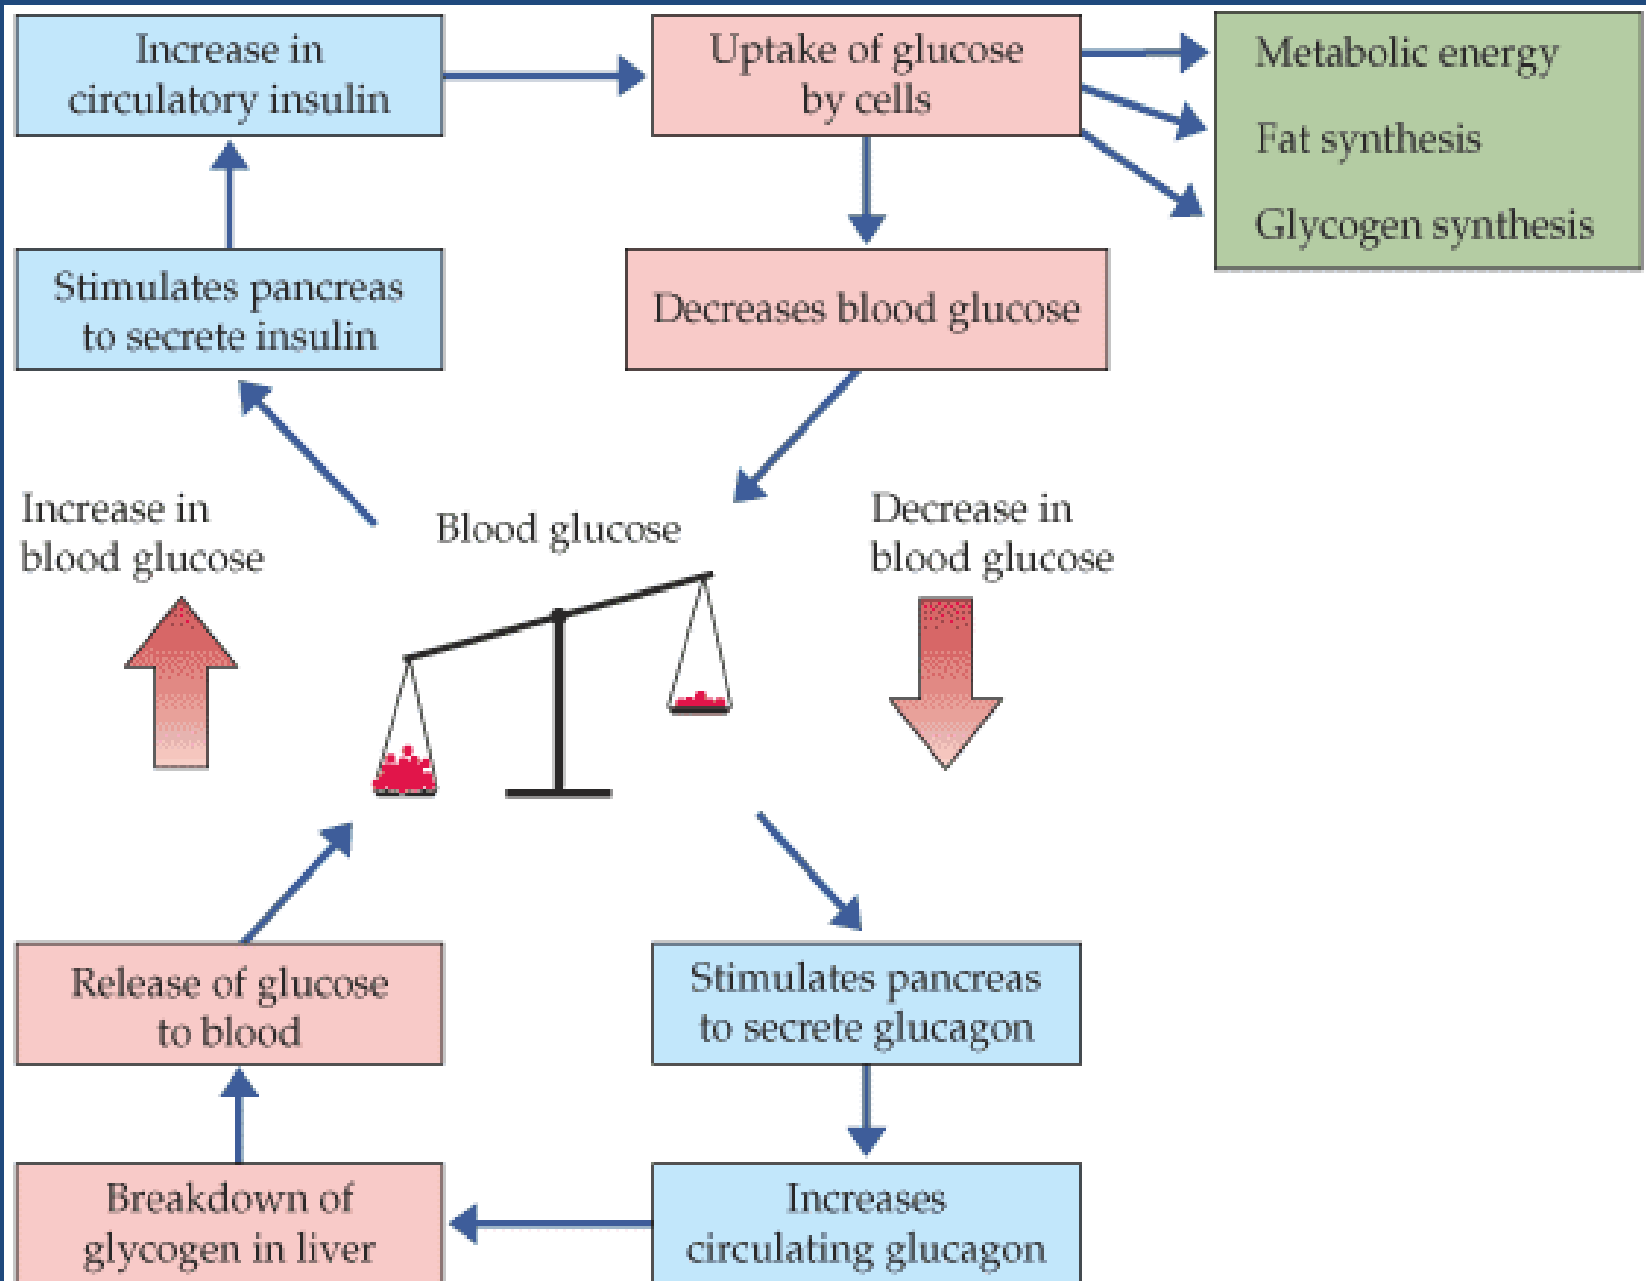 Increase in
circulatory insulin
Uptake of glucose
by cells
Metabolic energy
Fat synthesis
Glycogen synthesis
Stimulates pancreas
to secrete insulin
Decreases blood glucose
Increase in
blood glucose
Blood glucose
Decrease in
blood glucose
Release of glucose
to blood
Stimulates pancreas
to secrete glucagon
Breakdown of
glycogen in liver
Increases
circulating glucagon